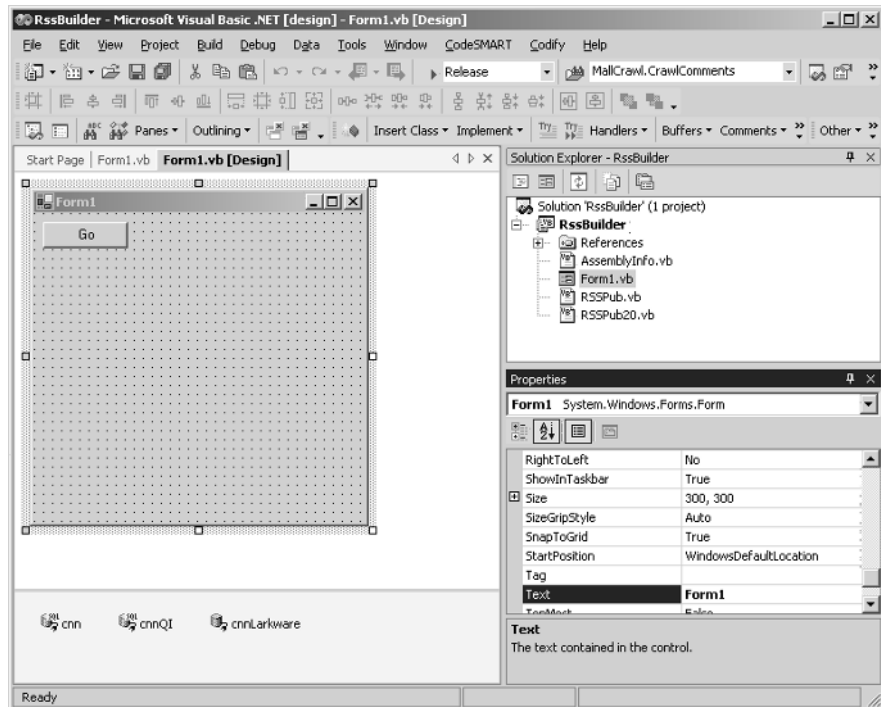 RssBuilder - Microsoft Visual Basic .NET [design] - Form1.vb [Design]
File Edit View Project Build Debug Data Tools Window CodeSMART Codify Help
Release MallCrawl.CrawlComments
Panes Outlining Insert Class Implement Try Try Handlers Buffers Comments Other
Start Page Form1.vb Form1.vb [Design]
Form1
Go
cnn cnnQI cnnLarkware
Solution Explorer - RssBuilder
Solution 'RssBuilder' (1 project)
RssBuilder
References
AssemblyInfo.vb
Form1.vb
RSSPub.vb
RSSPub20.vb
Properties
Form1 System.Windows.Forms.Form
RightToLeft No
ShowInTaskbar True
Size 300, 300
SizeGripStyle Auto
SnapToGrid True
StartPosition WindowsDefaultLocation
Tag
Text Form1
TopMost False
Text
The text contained in the control.
Ready